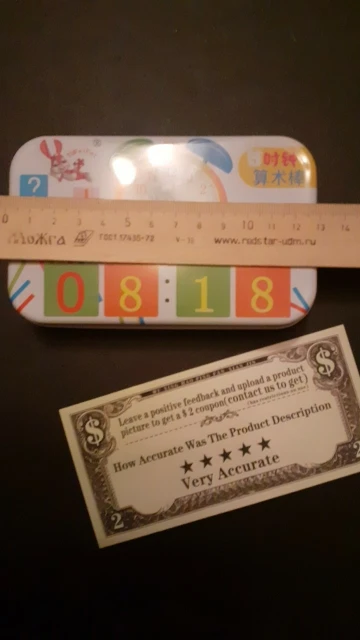 时钟
算术棒
?
0 1 2 3 4 5 6 7 8 9 10 11 12 13 14
Можга ГОСТ 17435-72 www.redstar-udm.ru
08:18
$ $
Leave a positive feedback and upload a product
picture to get a $ 2 coupon(contact us to get)
How Accurate Was The Product Description
★★★★★
Very Accurate
2 2